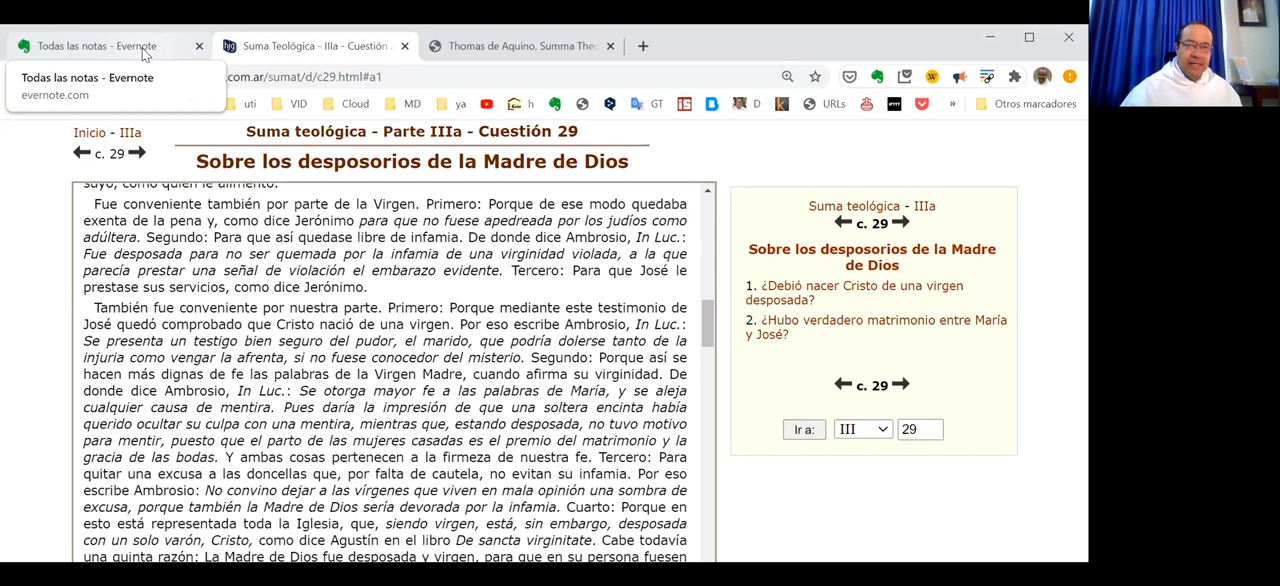 Todas las notas - Evernote
Suma Teológica - IIIa - Cuestión
Thomas de Aquino, Summa Theo
Todas las notas - Evernote
evernote.com
.com.ar/sumat/d/c29.html#a1
uti
VID
Cloud
MD
ya
h
GT
D
URLs
»
Otros marcadores
Inicio - IIIa
c. 29
Suma teológica - Parte IIIa - Cuestión 29
Sobre los desposorios de la Madre de Dios
suyo, como quien le alimentó.
Fue conveniente también por parte de la Virgen. Primero: Porque de ese modo quedaba
exenta de la pena y, como dice Jerónimo para que no fuese apedreada por los judíos como
adúltera. Segundo: Para que así quedase libre de infamia. De donde dice Ambrosio, In Luc.:
Fue desposada para no ser quemada por la infamia de una virginidad violada, a la que
parecía prestar una señal de violación el embarazo evidente. Tercero: Para que José le
prestase sus servicios, como dice Jerónimo.
También fue conveniente por nuestra parte. Primero: Porque mediante este testimonio de
José quedó comprobado que Cristo nació de una virgen. Por eso escribe Ambrosio, In Luc.:
Se presenta un testigo bien seguro del pudor, el marido, que podría dolerse tanto de la
injuria como vengar la afrenta, si no fuese conocedor del misterio. Segundo: Porque así se
hacen más dignas de fe las palabras de la Virgen Madre, cuando afirma su virginidad. De
donde dice Ambrosio, In Luc.: Se otorga mayor fe a las palabras de María, y se aleja
cualquier causa de mentira. Pues daría la impresión de que una soltera encinta había
querido ocultar su culpa con una mentira, mientras que, estando desposada, no tuvo motivo
para mentir, puesto que el parto de las mujeres casadas es el premio del matrimonio y la
gracia de las bodas. Y ambas cosas pertenecen a la firmeza de nuestra fe. Tercero: Para
quitar una excusa a las doncellas que, por falta de cautela, no evitan su infamia. Por eso
escribe Ambrosio: No convino dejar a las vírgenes que viven en mala opinión una sombra de
excusa, porque también la Madre de Dios sería devorada por la infamia. Cuarto: Porque en
esto está representada toda la Iglesia, que, siendo virgen, está, sin embargo, desposada
con un solo varón, Cristo, como dice Agustín en el libro De sancta virginitate. Cabe todavía
una quinta razón: La Madre de Dios fue desposada y virgen, para que en su persona fuesen
Suma teológica - IIIa
c. 29
Sobre los desposorios de la Madre
de Dios
1. ¿Debió nacer Cristo de una virgen
desposada?
2. ¿Hubo verdadero matrimonio entre María
y José?
c. 29
Ir a:
III
29